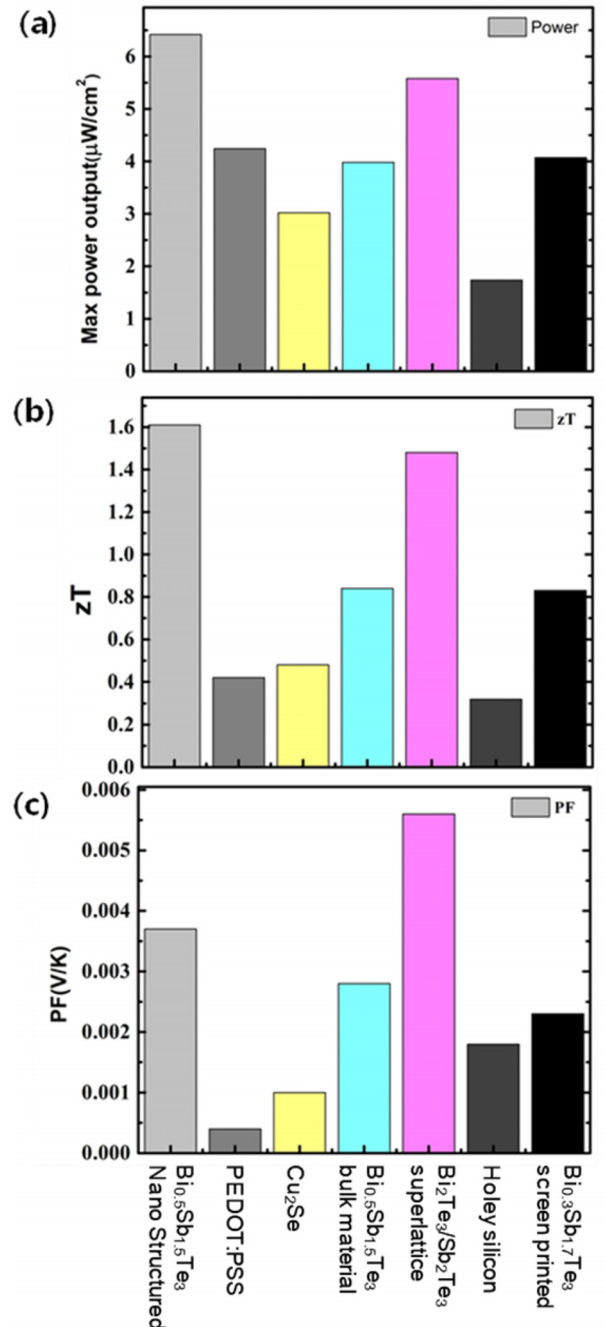 (a)
Power
Max power output(μW/cm²)
6
5
4
3
2
1
0
(b)
zT
zT
1.6
1.4
1.2
1.0
0.8
0.6
0.4
0.2
0.0
(c)
PF
PF(V/K)
0.006
0.005
0.004
0.003
0.002
0.001
0.000
Bi₀.₅Sb₁.₅Te₃
Nano Structured
PEDOT:PSS
Cu₂Se
Bi₀.₅Sb₁.₅Te₃
bulk material
Bi₂Te₃/Sb₂Te₃
superlattice
Holey silicon
Bi₀.₃Sb₁.₇Te₃
screen printed